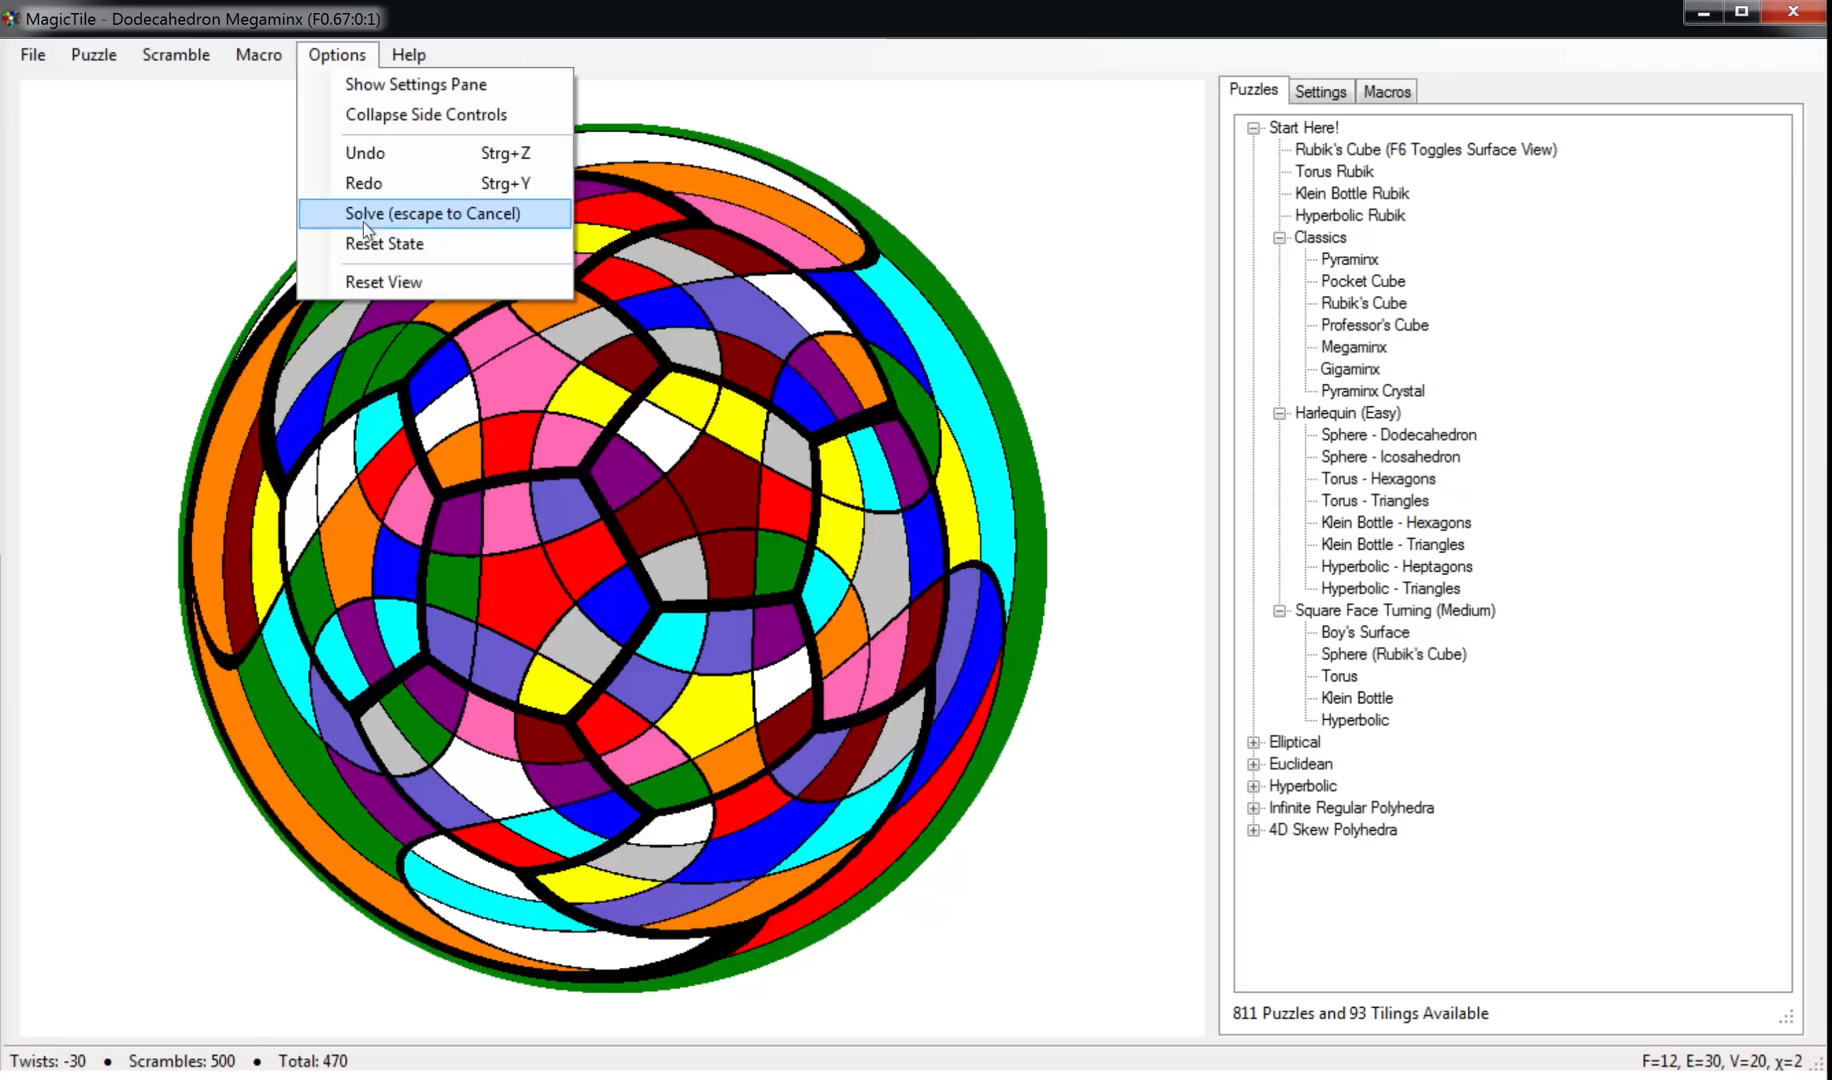 MagicTile - Dodecahedron Megaminx (F0.67:0:1)
File Puzzle Scramble Macro Options Help
Show Settings Pane
Collapse Side Controls
Undo Strg+Z
Redo Strg+Y
Solve (escape to Cancel)
Reset State
Reset View
Puzzles Settings Macros
Start Here!
Rubik's Cube (F6 Toggles Surface View)
Torus Rubik
Klein Bottle Rubik
Hyperbolic Rubik
Classics
Pyraminx
Pocket Cube
Rubik's Cube
Professor's Cube
Megaminx
Gigaminx
Pyraminx Crystal
Harlequin (Easy)
Sphere - Dodecahedron
Sphere - Icosahedron
Torus - Hexagons
Torus - Triangles
Klein Bottle - Hexagons
Klein Bottle - Triangles
Hyperbolic - Heptagons
Hyperbolic - Triangles
Square Face Turning (Medium)
Boy's Surface
Sphere (Rubik's Cube)
Torus
Klein Bottle
Hyperbolic
Elliptical
Euclidean
Hyperbolic
Infinite Regular Polyhedra
4D Skew Polyhedra
811 Puzzles and 93 Tilings Available
Twists: -30 • Scrambles: 500 • Total: 470
F=12, E=30, V=20, χ=2